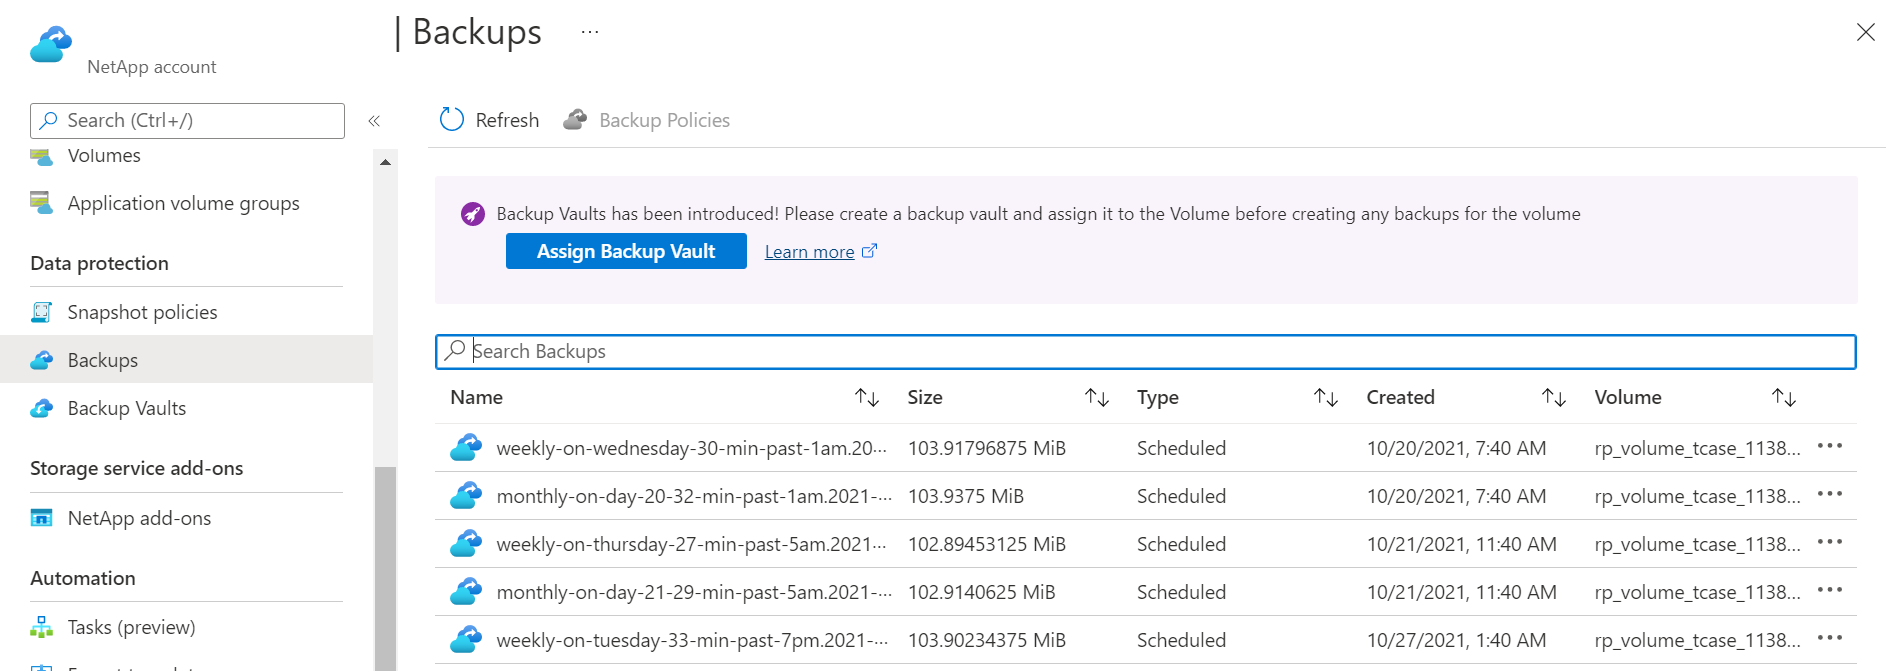 | Backups ...
NetApp account
Search (Ctrl+/)
«
Volumes
Application volume groups
Data protection
Snapshot policies
Backups
Backup Vaults
Storage service add-ons
NetApp add-ons
Automation
Tasks (preview)
Refresh Backup Policies
Backup Vaults has been introduced! Please create a backup vault and assign it to the Volume before creating any backups for the volume
Assign Backup Vault Learn more
Search Backups
Name Size Type Created Volume
weekly-on-wednesday-30-min-past-1am.20... 103.91796875 MiB Scheduled 10/20/2021, 7:40 AM rp_volume_tcase_1138... ...
monthly-on-day-20-32-min-past-1am.2021-... 103.9375 MiB Scheduled 10/20/2021, 7:40 AM rp_volume_tcase_1138... ...
weekly-on-thursday-27-min-past-5am.2021... 102.89453125 MiB Scheduled 10/21/2021, 11:40 AM rp_volume_tcase_1138... ...
monthly-on-day-21-29-min-past-5am.2021-... 102.9140625 MiB Scheduled 10/21/2021, 11:40 AM rp_volume_tcase_1138... ...
weekly-on-tuesday-33-min-past-7pm.2021-... 103.90234375 MiB Scheduled 10/27/2021, 1:40 AM rp_volume_tcase_1138... ...